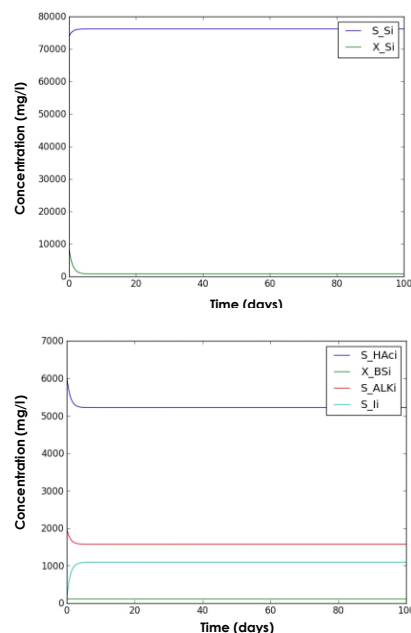 80000
70000
60000
50000
40000
30000
20000
10000
0
Concentration (mg/l)
S_Si
X_Si
0 20 40 60 80 100
Time (days)
7000
6000
5000
4000
3000
2000
1000
0
Concentration (mg/l)
S_HAci
X_BSi
S_ALKi
S_Ii
0 20 40 60 80 100
Time (days)